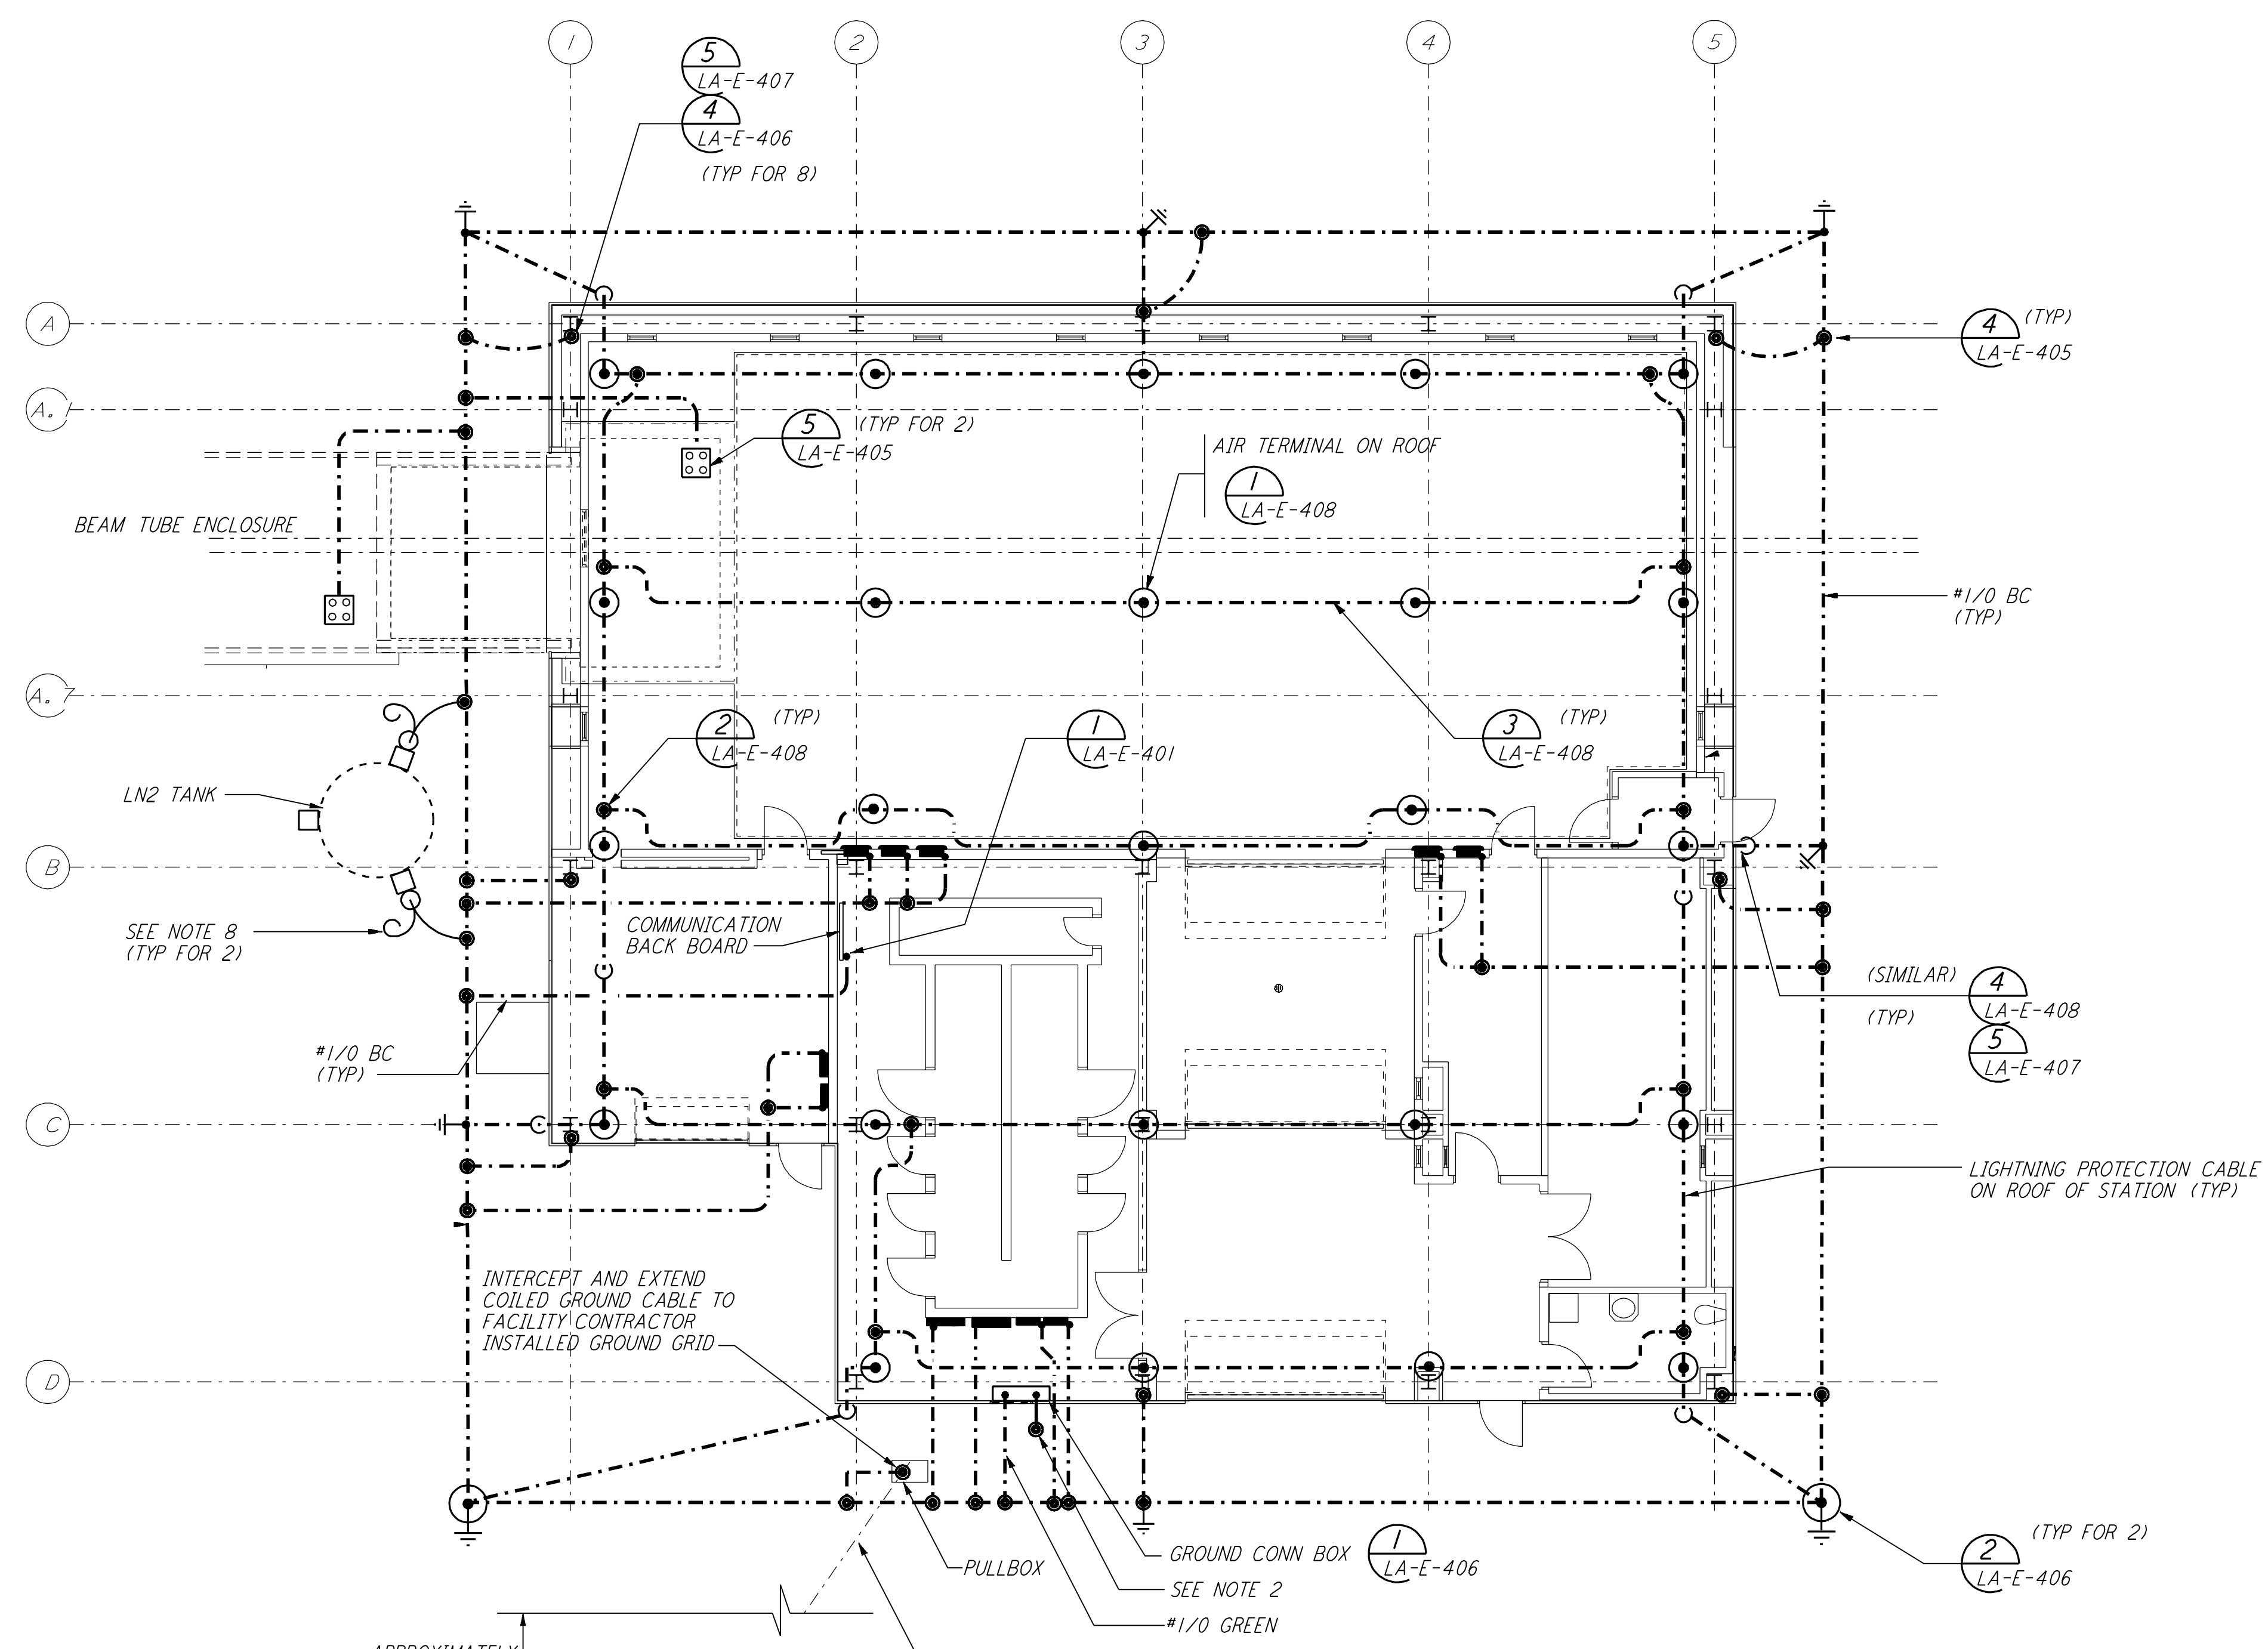 1
2
3
4
5
5
LA-E-407
4
LA-E-406
(TYP FOR 8)
A
4
(TYP)
LA-E-405
A.1
5
(TYP FOR 2)
LA-E-405
AIR TERMINAL ON ROOF
1
LA-E-408
BEAM TUBE ENCLOSURE
#1/0 BC
(TYP)
A.7
2
(TYP)
LA-E-408
1
LA-E-401
3
(TYP)
LA-E-408
LN2 TANK
B
COMMUNICATION
BACK BOARD
SEE NOTE 8
(TYP FOR 2)
(SIMILAR)
4
LA-E-408
(TYP)
5
LA-E-407
#1/0 BC
(TYP)
C
LIGHTNING PROTECTION CABLE
ON ROOF OF STATION (TYP)
INTERCEPT AND EXTEND
COILED GROUND CABLE TO
FACILITY CONTRACTOR
INSTALLED GROUND GRID
D
GROUND CONN BOX
1
LA-E-406
PULLBOX
SEE NOTE 2
#1/0 GREEN
(TYP FOR 2)
2
LA-E-406
APPROXIMATELY